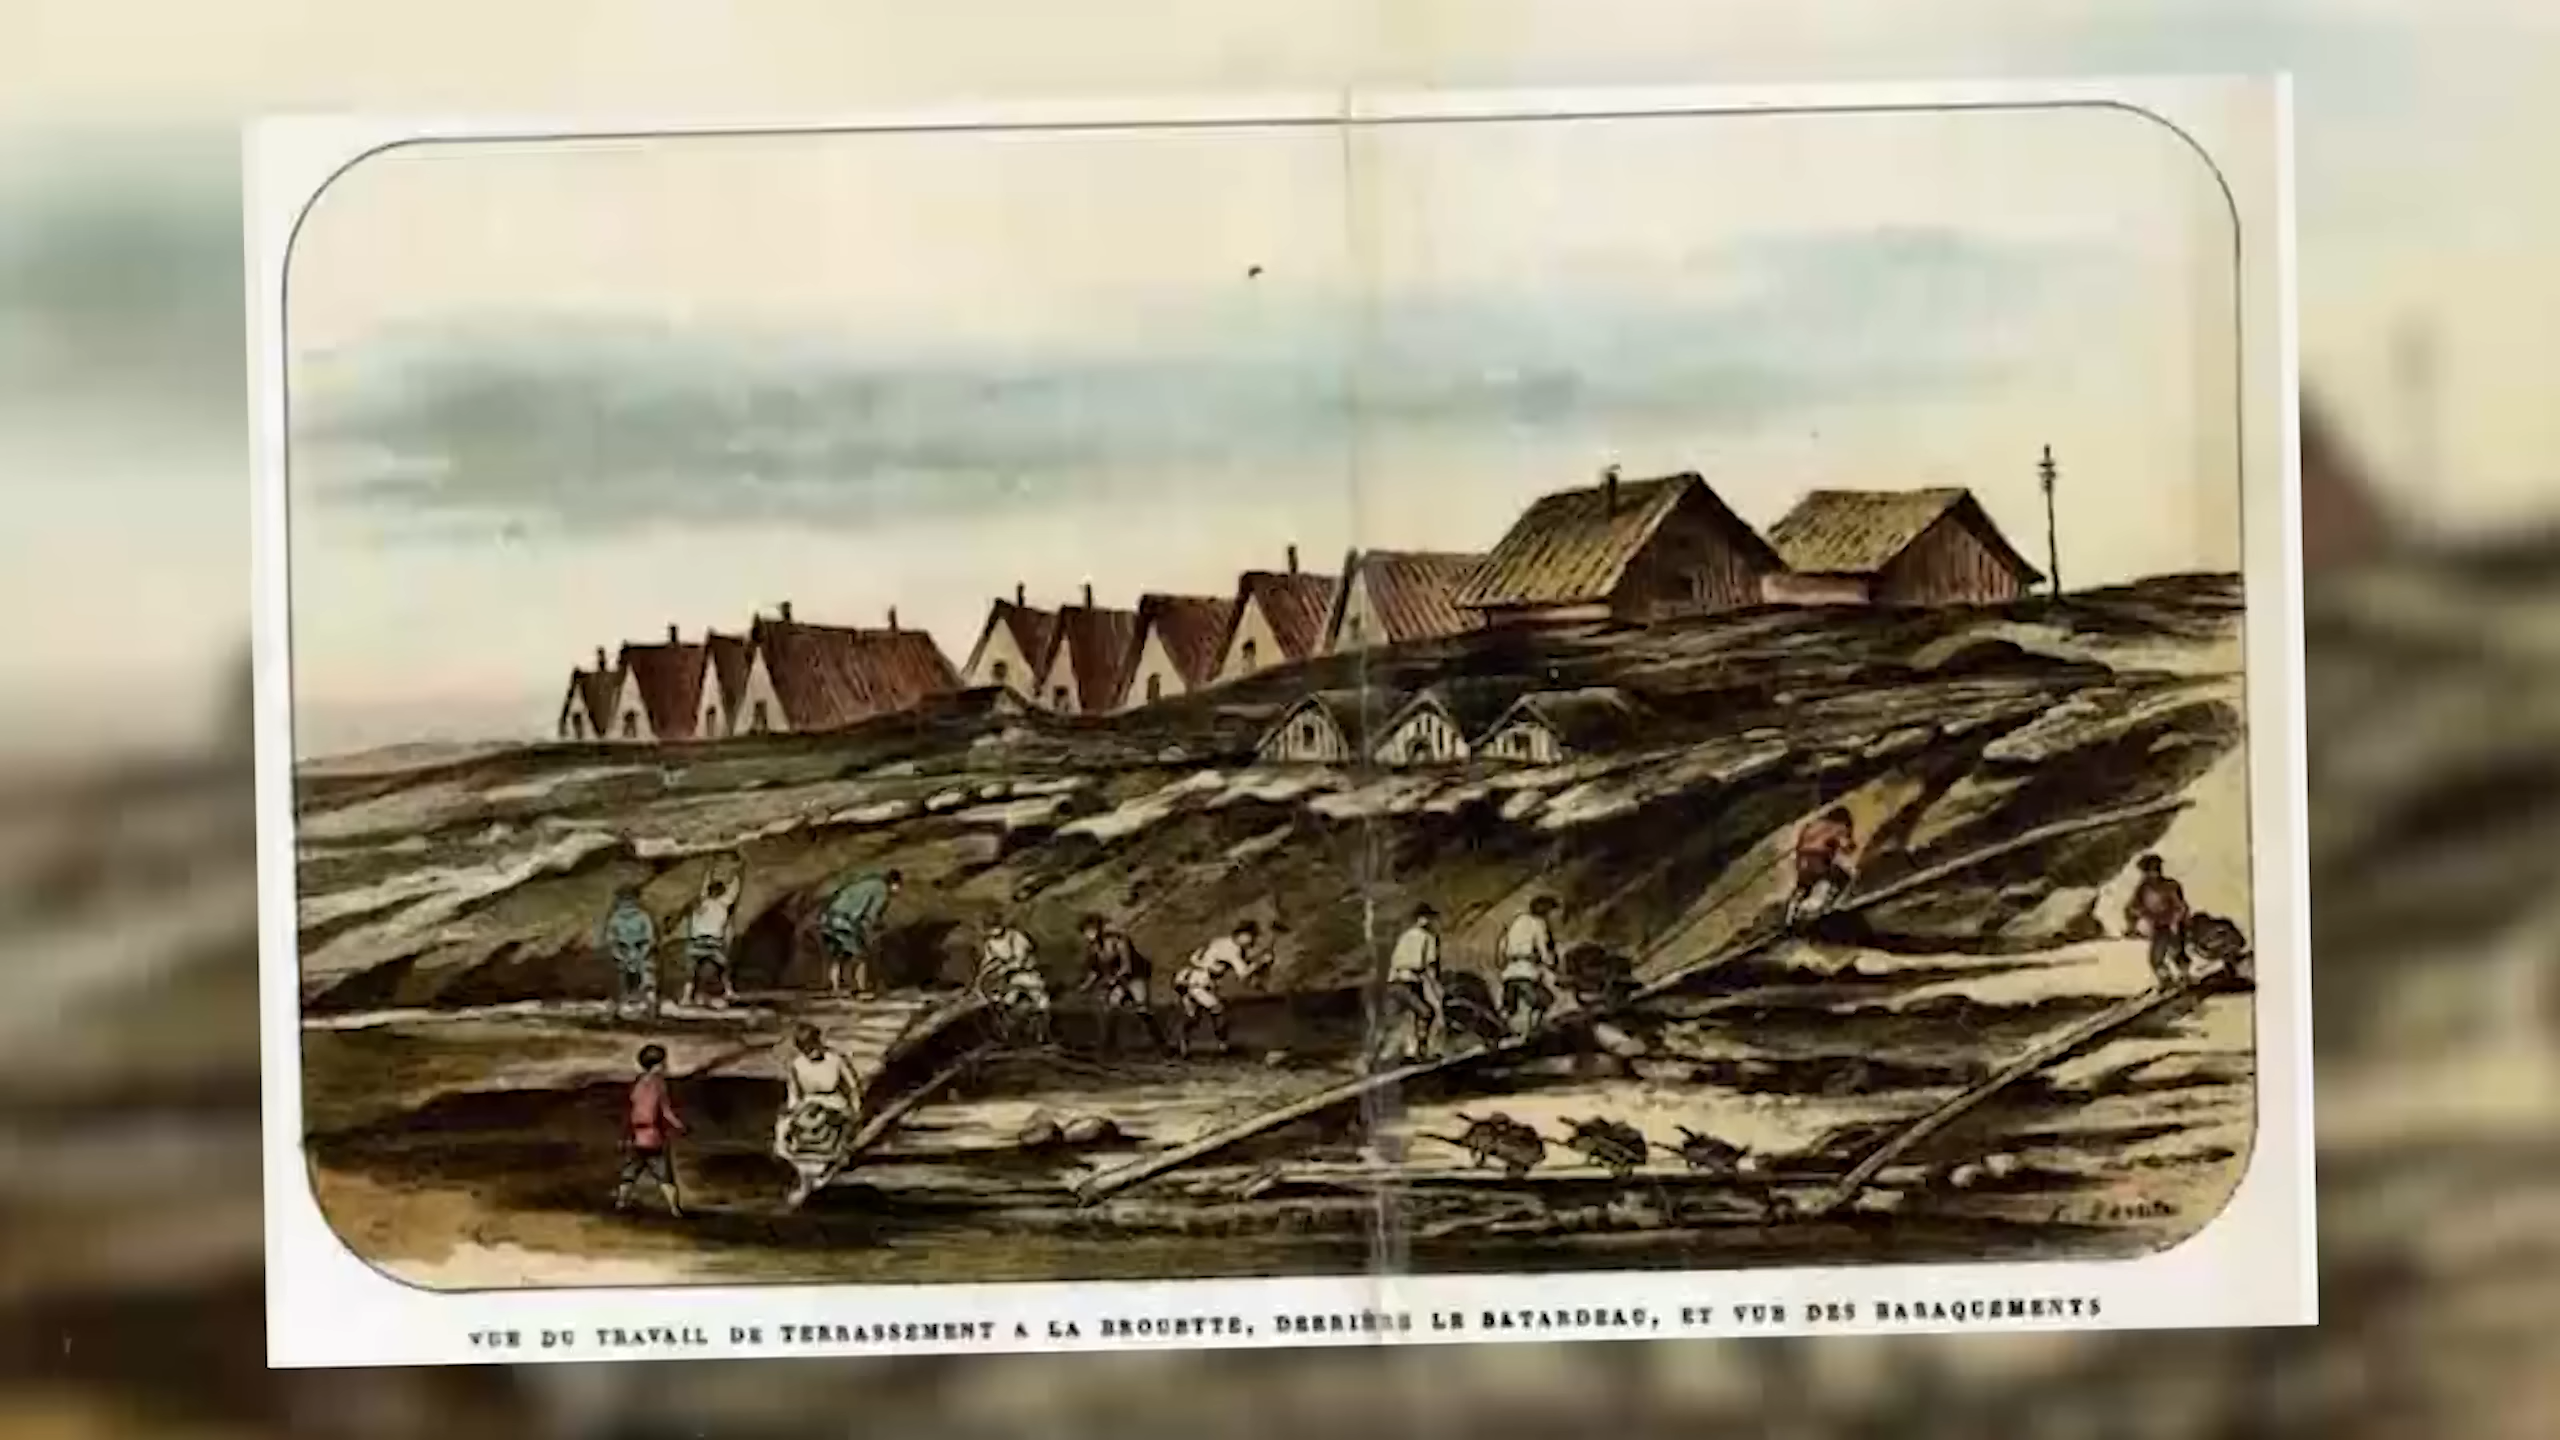 VUE DU TRAVAIL DE TERRASSEMENT A LA BROUETTE, DERRIÈRE LE BATARDEAU, ET VUE DES BARAQUEMENTS